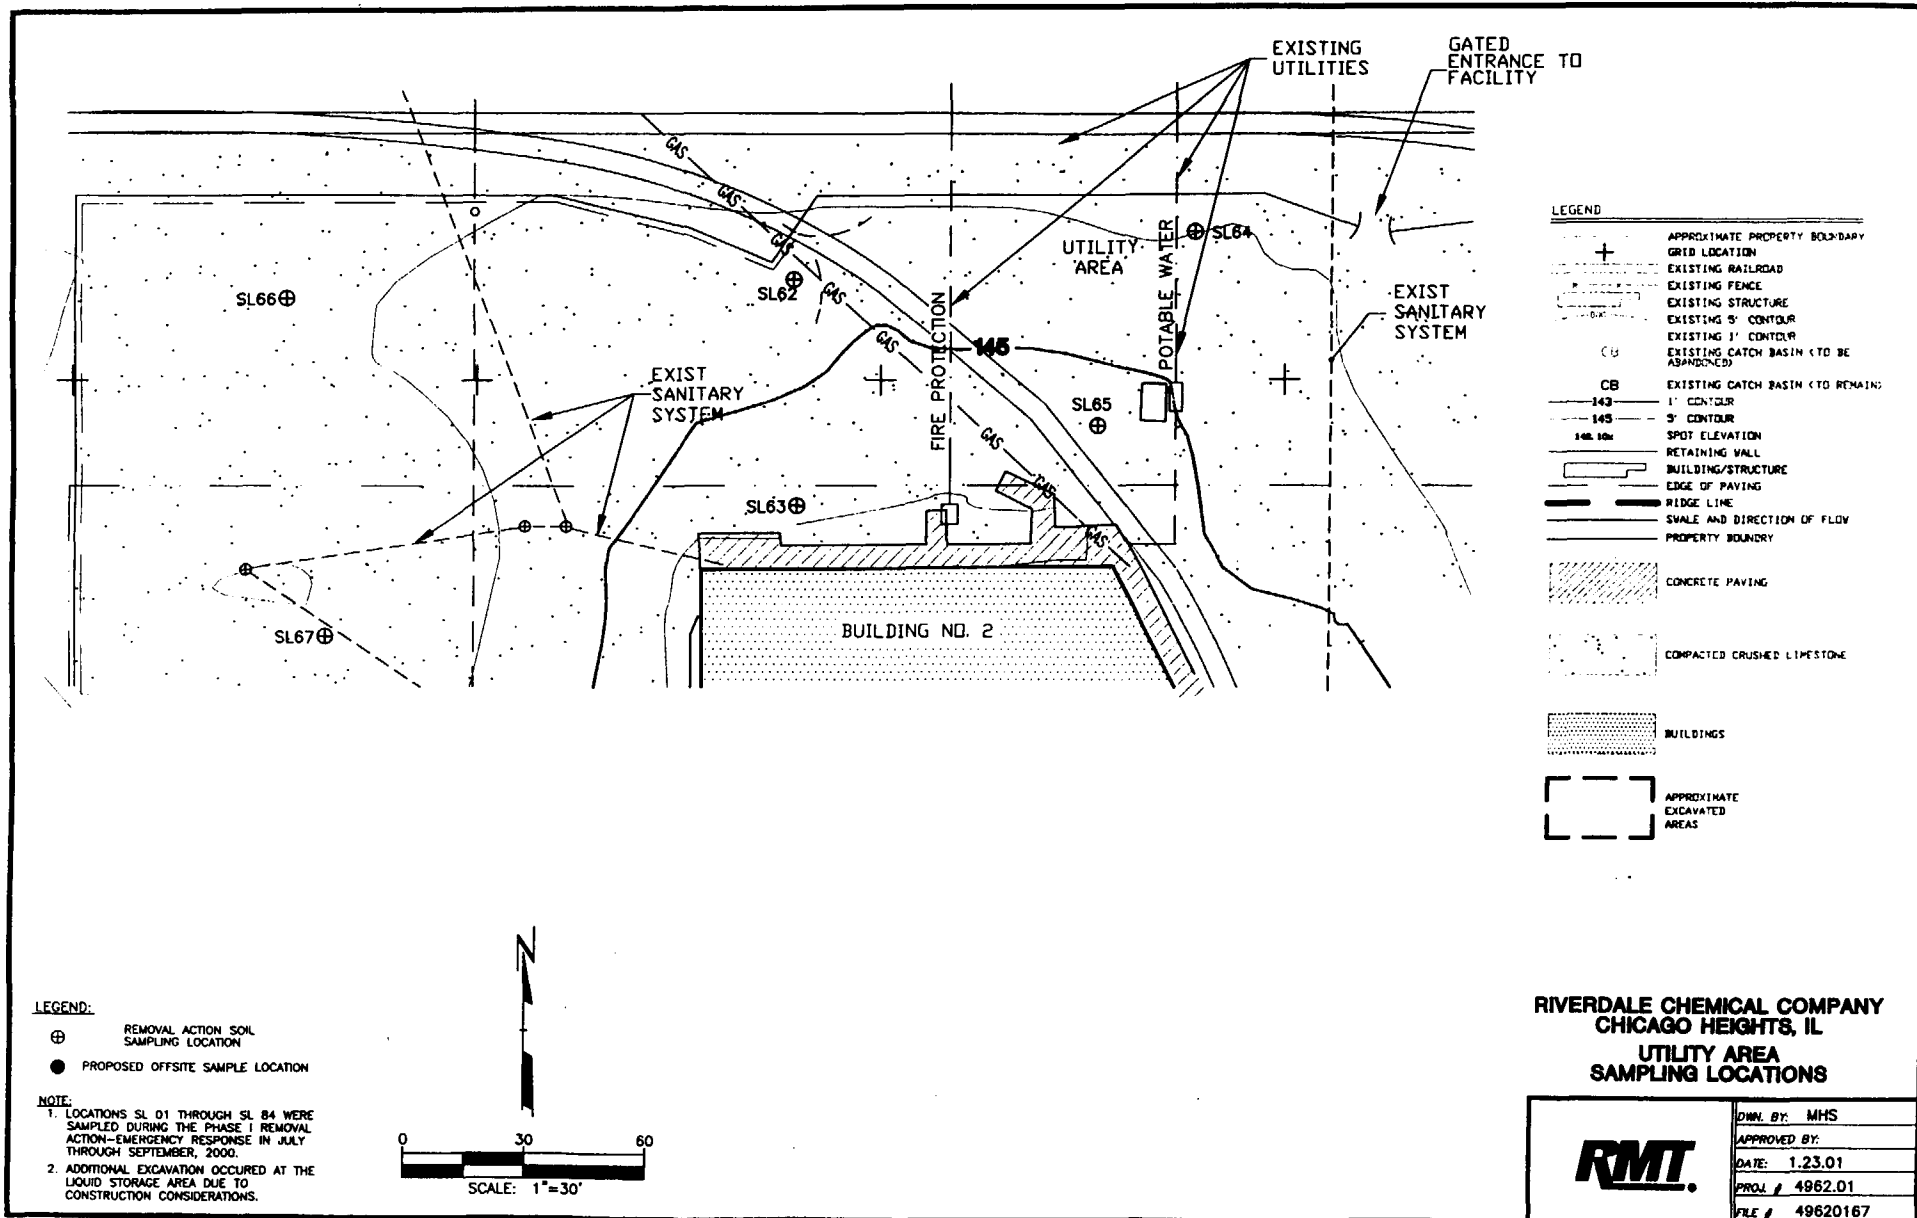 EXISTING
UTILITIES
GATED
ENTRANCE TO
FACILITY
GAS
GAS
GAS
GAS
GAS
GAS
GAS
GAS
SL66
SL62
SL64
UTILITY
AREA
POTABLE WATER
FIRE PROTECTION
145
EXIST
SANITARY
SYSTEM
EXIST
SANITARY
SYSTEM
SL65
SL63
SL67
BUILDING NO. 2
LEGEND
APPROXIMATE PROPERTY BOUNDARY
GRID LOCATION
EXISTING RAILROAD
EXISTING FENCE
EXISTING STRUCTURE
EXISTING 5' CONTOUR
EXISTING 1' CONTOUR
CB EXISTING CATCH BASIN (TO BE
ABANDONED)
CB EXISTING CATCH BASIN (TO REMAIN)
143 1' CONTOUR
145 5' CONTOUR
SPOT ELEVATION
RETAINING WALL
BUILDING/STRUCTURE
EDGE OF PAVING
RIDGE LINE
SWALE AND DIRECTION OF FLOW
PROPERTY BOUNDRY
CONCRETE PAVING
COMPACTED CRUSHED LIMESTONE
BUILDINGS
APPROXIMATE
EXCAVATED
AREAS
N
LEGEND:
REMOVAL ACTION SOIL
SAMPLING LOCATION
PROPOSED OFFSITE SAMPLE LOCATION
NOTE:
1. LOCATIONS SL 01 THROUGH SL 84 WERE
SAMPLED DURING THE PHASE I REMOVAL
ACTION-EMERGENCY RESPONSE IN JULY
THROUGH SEPTEMBER, 2000.
2. ADDITIONAL EXCAVATION OCCURED AT THE
LIQUID STORAGE AREA DUE TO
CONSTRUCTION CONSIDERATIONS.
0 30 60
SCALE: 1"=30'
RIVERDALE CHEMICAL COMPANY
CHICAGO HEIGHTS, IL
UTILITY AREA
SAMPLING LOCATIONS
RMT.
DWN. BY: MHS
APPROVED BY:
DATE: 1.23.01
PROJ. # 4962.01
FILE # 49620167